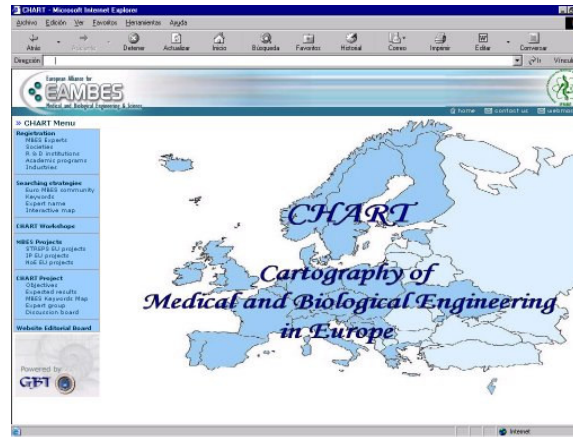 CHART - Microsoft Internet Explorer
Archivo Edición Ver Favoritos Herramientas Ayuda
Atrás Detener Actualizar Inicio Búsqueda Favoritos Historial Correo Imprimir Editar Conversar
Dirección Ir Vínculos
European Alliance for
EAMBES
Medical and Biological Engineering & Science
home contact us
» CHART Menu
Registration
MBES Experts
Societies
R & D institutions
Academic programs
Industries
Searching strategies
Euro MBES community
Keywords
Expert name
Interactive map
CHART Workshops
MBES Projects
STREPS EU projects
IP EU projects
NoE EU projects
CHART Project
Objectives
Expected results
MBES Keywords Map
Expert group
Discussion board
Website Editorial Board
Powered by
GBT
CHART
Cartography of
Medical and Biological Engineering
in Europe
Internet